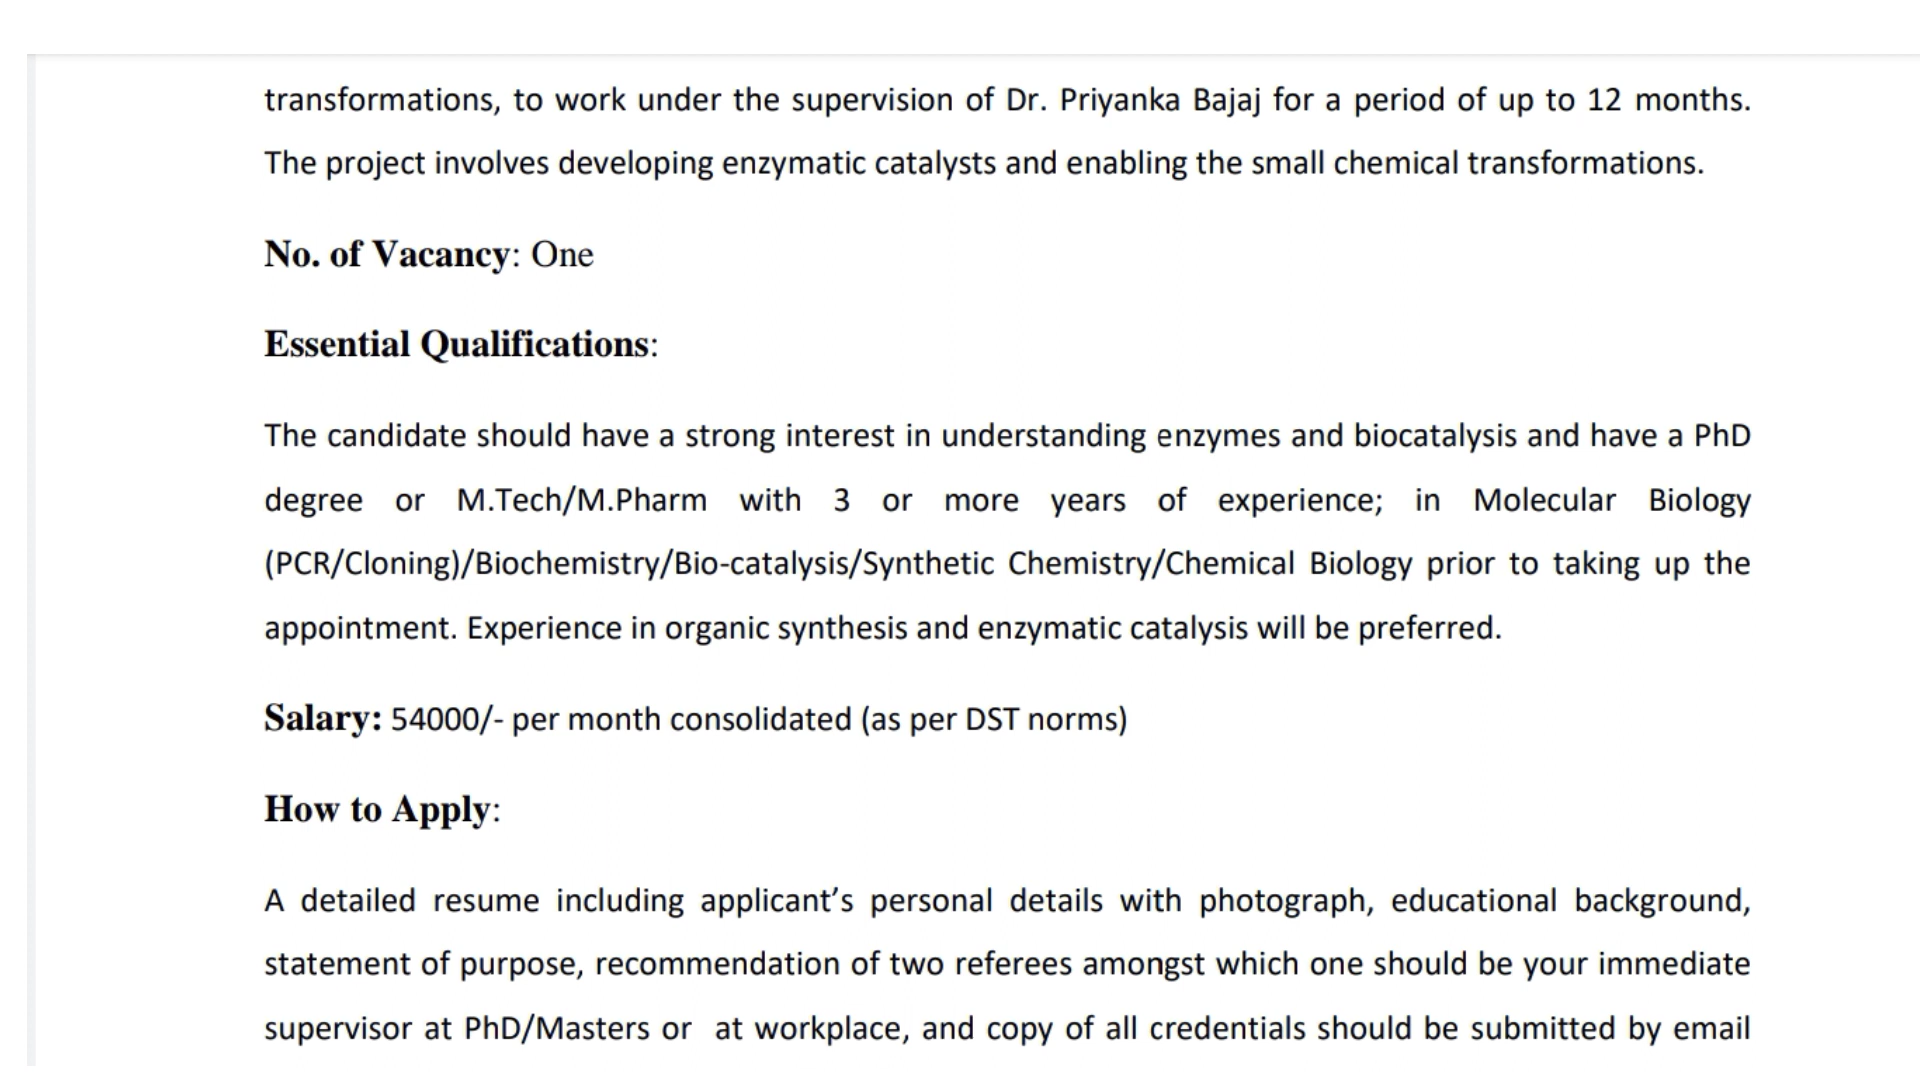 transformations, to work under the supervision of Dr. Priyanka Bajaj for a period of up to 12 months.
The project involves developing enzymatic catalysts and enabling the small chemical transformations.
No. of Vacancy: One
Essential Qualifications:
The candidate should have a strong interest in understanding enzymes and biocatalysis and have a PhD
degree or M.Tech/M.Pharm with 3 or more years of experience; in Molecular Biology
(PCR/Cloning)/Biochemistry/Bio-catalysis/Synthetic Chemistry/Chemical Biology prior to taking up the
appointment. Experience in organic synthesis and enzymatic catalysis will be preferred.
Salary: 54000/- per month consolidated (as per DST norms)
How to Apply:
A detailed resume including applicant’s personal details with photograph, educational background,
statement of purpose, recommendation of two referees amongst which one should be your immediate
supervisor at PhD/Masters or at workplace, and copy of all credentials should be submitted by email